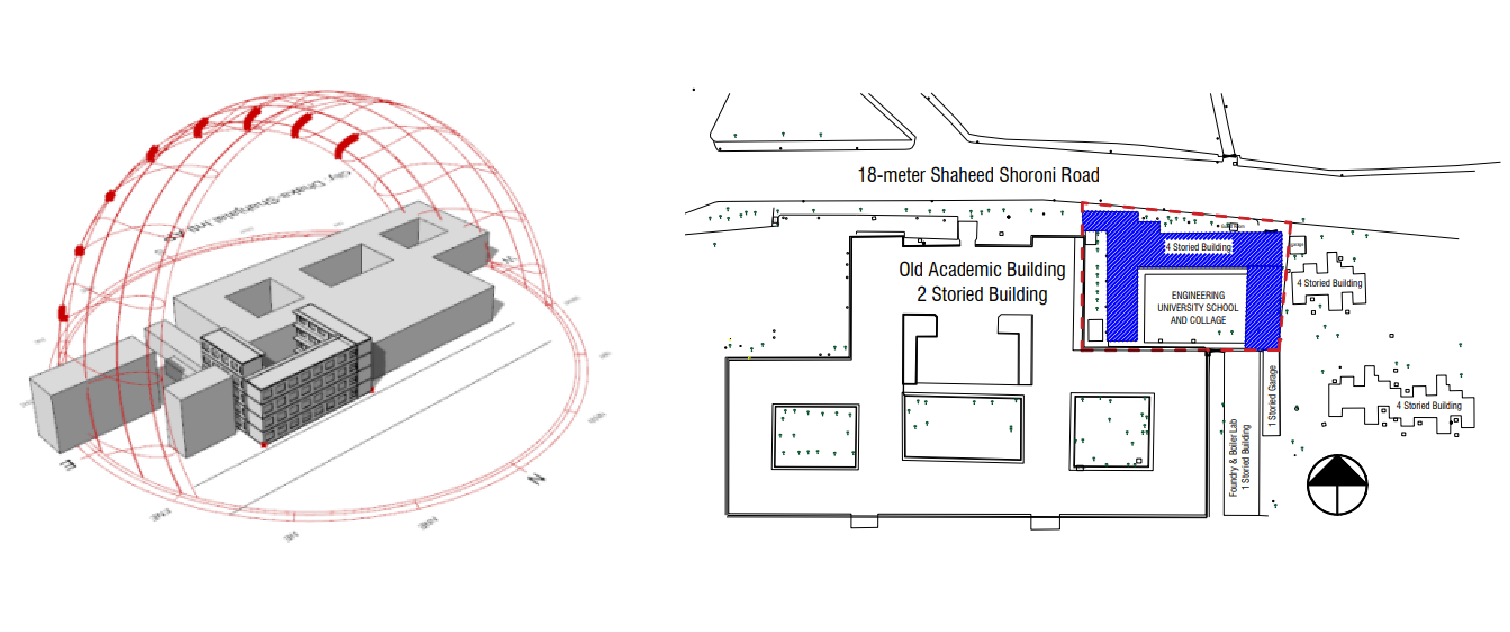 E
N
W
NE
18-meter Shaheed Shoroni Road
Old Academic Building
2 Storied Building
4 Storied Building
ENGINEERING
UNIVERSITY SCHOOL
AND COLLAGE
4 Storied Building
4 Storied Building
1 Storied Garage
Foundry & Boiler Lab
1 Storied Building